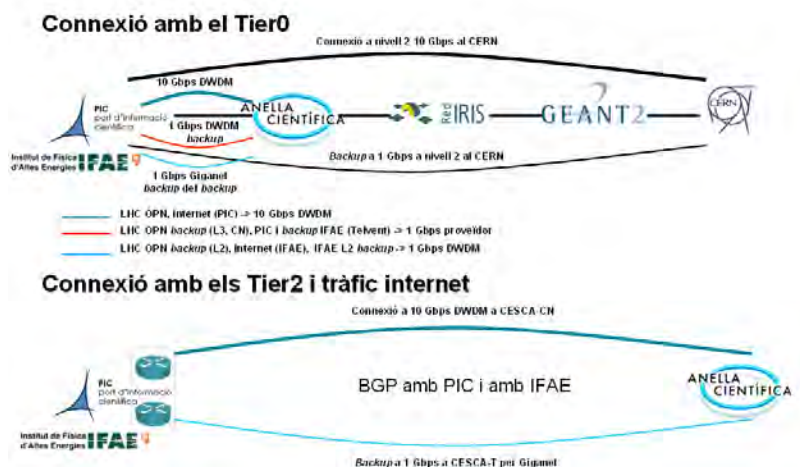 Connexió amb el Tier0
Connexió a nivell 2 10 Gbps al CERN
10 Gbps DWDM
PIC
port d'informació
científica
1 Gbps DWDM
backup
ANELLA
CIENTÍFICA
Red
IRIS
GEANT2
CERN
Institut de Física
d'Altes Energies
IFAE
1 Gbps Giganet
backup del backup
Backup a 1 Gbps a nivell 2 al CERN
LHC OPN, internet (PIC) -> 10 Gbps DWDM
LHC OPN backup (L3, CN), PIC i backup IFAE (Telvent) -> 1 Gbps proveïdor
LHC OPN backup (L2), internet (IFAE), IFAE L2 backup -> 1 Gbps DWDM
Connexió amb els Tier2 i tràfic internet
Connexió a 10 Gbps DWDM a CESCA-CN
PIC
port d'informació
científica
BGP amb PIC i amb IFAE
ANELLA
CIENTÍFICA
Institut de Física
d'Altes Energies
IFAE
Backup a 1 Gbps a CESCA-T per Giganet